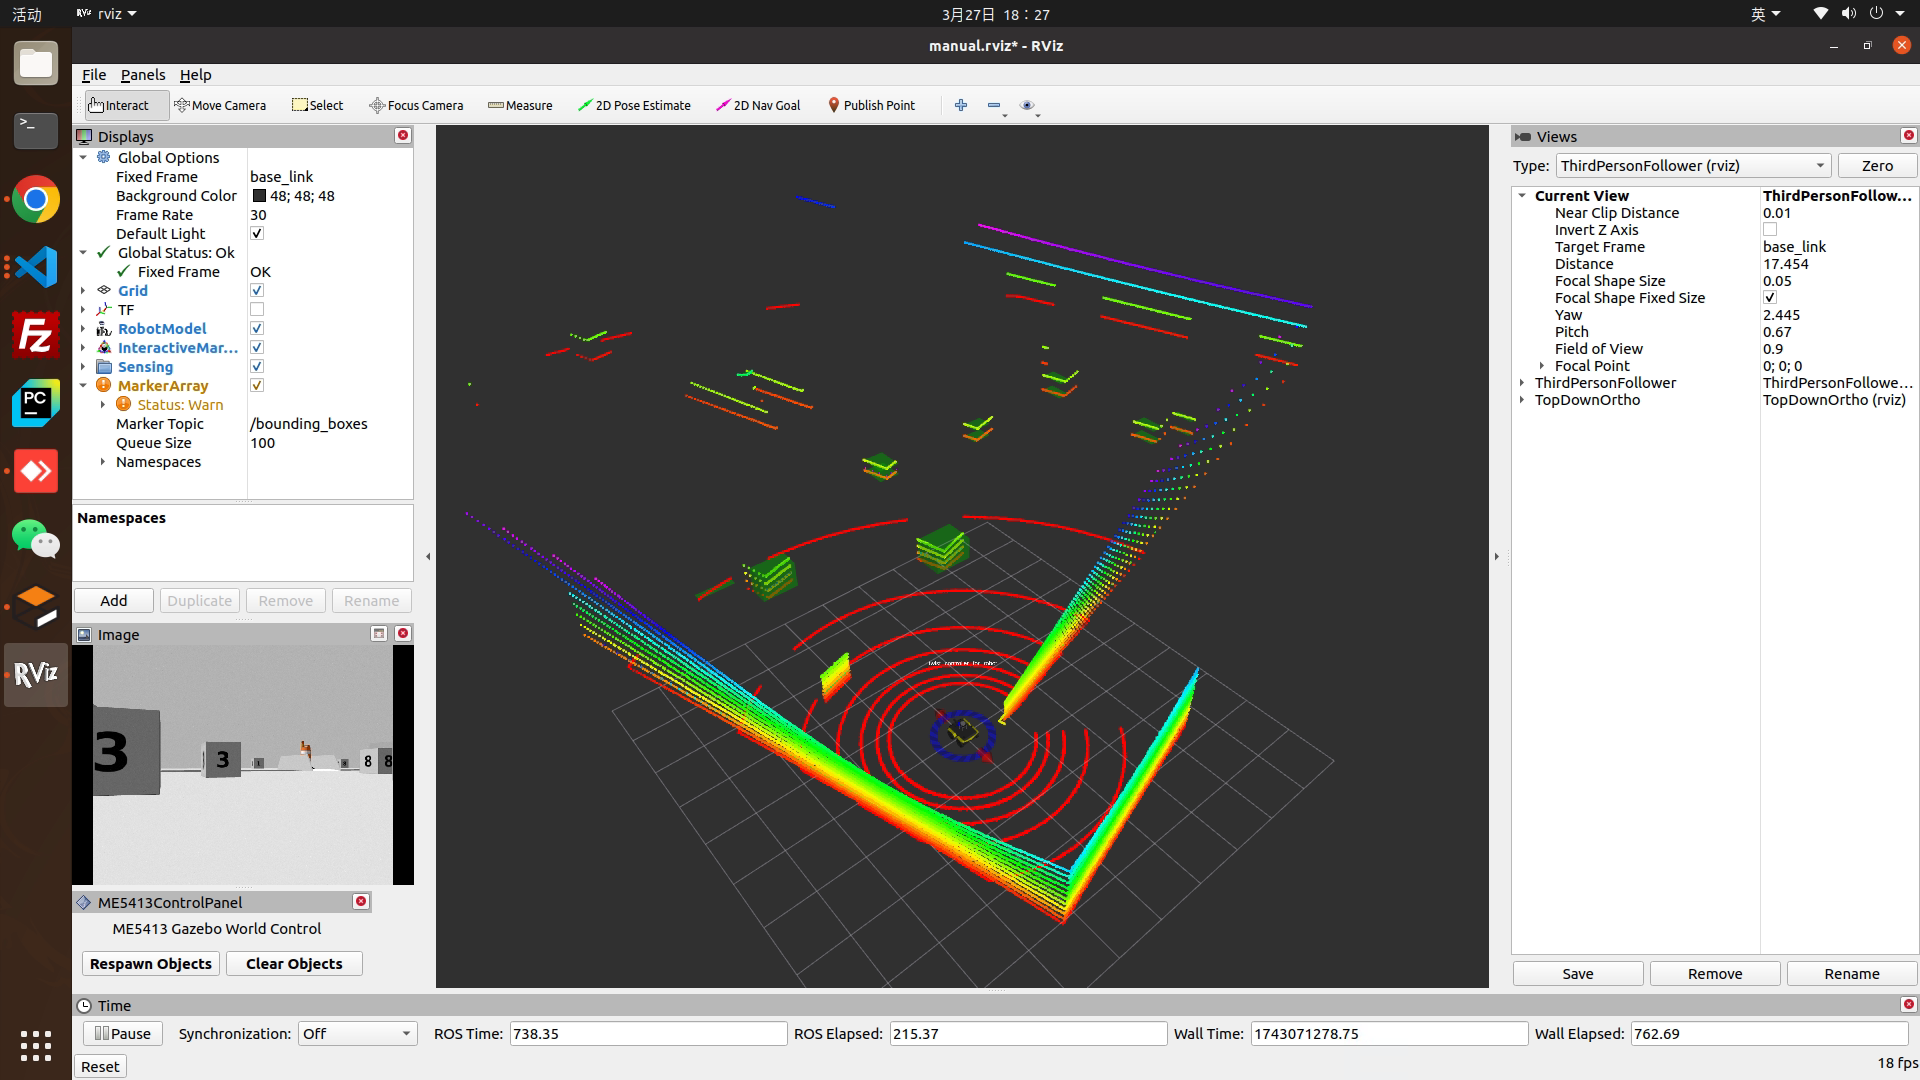 活动
RViz rviz
3月27日 18：27
英
manual.rviz* - RViz
File Panels Help
Interact Move Camera Select Focus Camera Measure 2D Pose Estimate 2D Nav Goal Publish Point
Displays
Global Options
Fixed Frame base_link
Background Color 48; 48; 48
Frame Rate 30
Default Light
Global Status: Ok
Fixed Frame OK
Grid
TF
RobotModel
InteractiveMar...
Sensing
MarkerArray
Status: Warn
Marker Topic /bounding_boxes
Queue Size 100
Namespaces
Namespaces
Add Duplicate Remove Rename
Image
3
3
8 8
ME5413ControlPanel
ME5413 Gazebo World Control
Respawn Objects Clear Objects
Views
Type: ThirdPersonFollower (rviz) Zero
Current View ThirdPersonFollow...
Near Clip Distance 0.01
Invert Z Axis
Target Frame base_link
Distance 17.454
Focal Shape Size 0.05
Focal Shape Fixed Size
Yaw 2.445
Pitch 0.67
Field of View 0.9
Focal Point 0; 0; 0
ThirdPersonFollower ThirdPersonFollowe...
TopDownOrtho TopDownOrtho (rviz)
Save Remove Rename
Time
Pause Synchronization: Off ROS Time: 738.35 ROS Elapsed: 215.37 Wall Time: 1743071278.75 Wall Elapsed: 762.69
Reset
18 fps
>_
Fz
PC
RViz